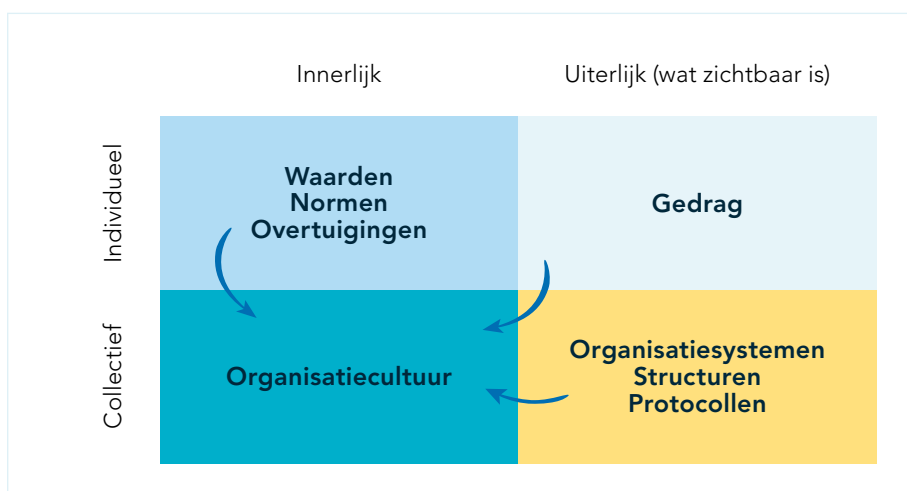 Innerlijk
Uiterlijk (wat zichtbaar is)
Individueel
Waarden
Normen
Overtuigingen
Gedrag
Collectief
Organisatiecultuur
Organisatiesystemen
Structuren
Protocollen